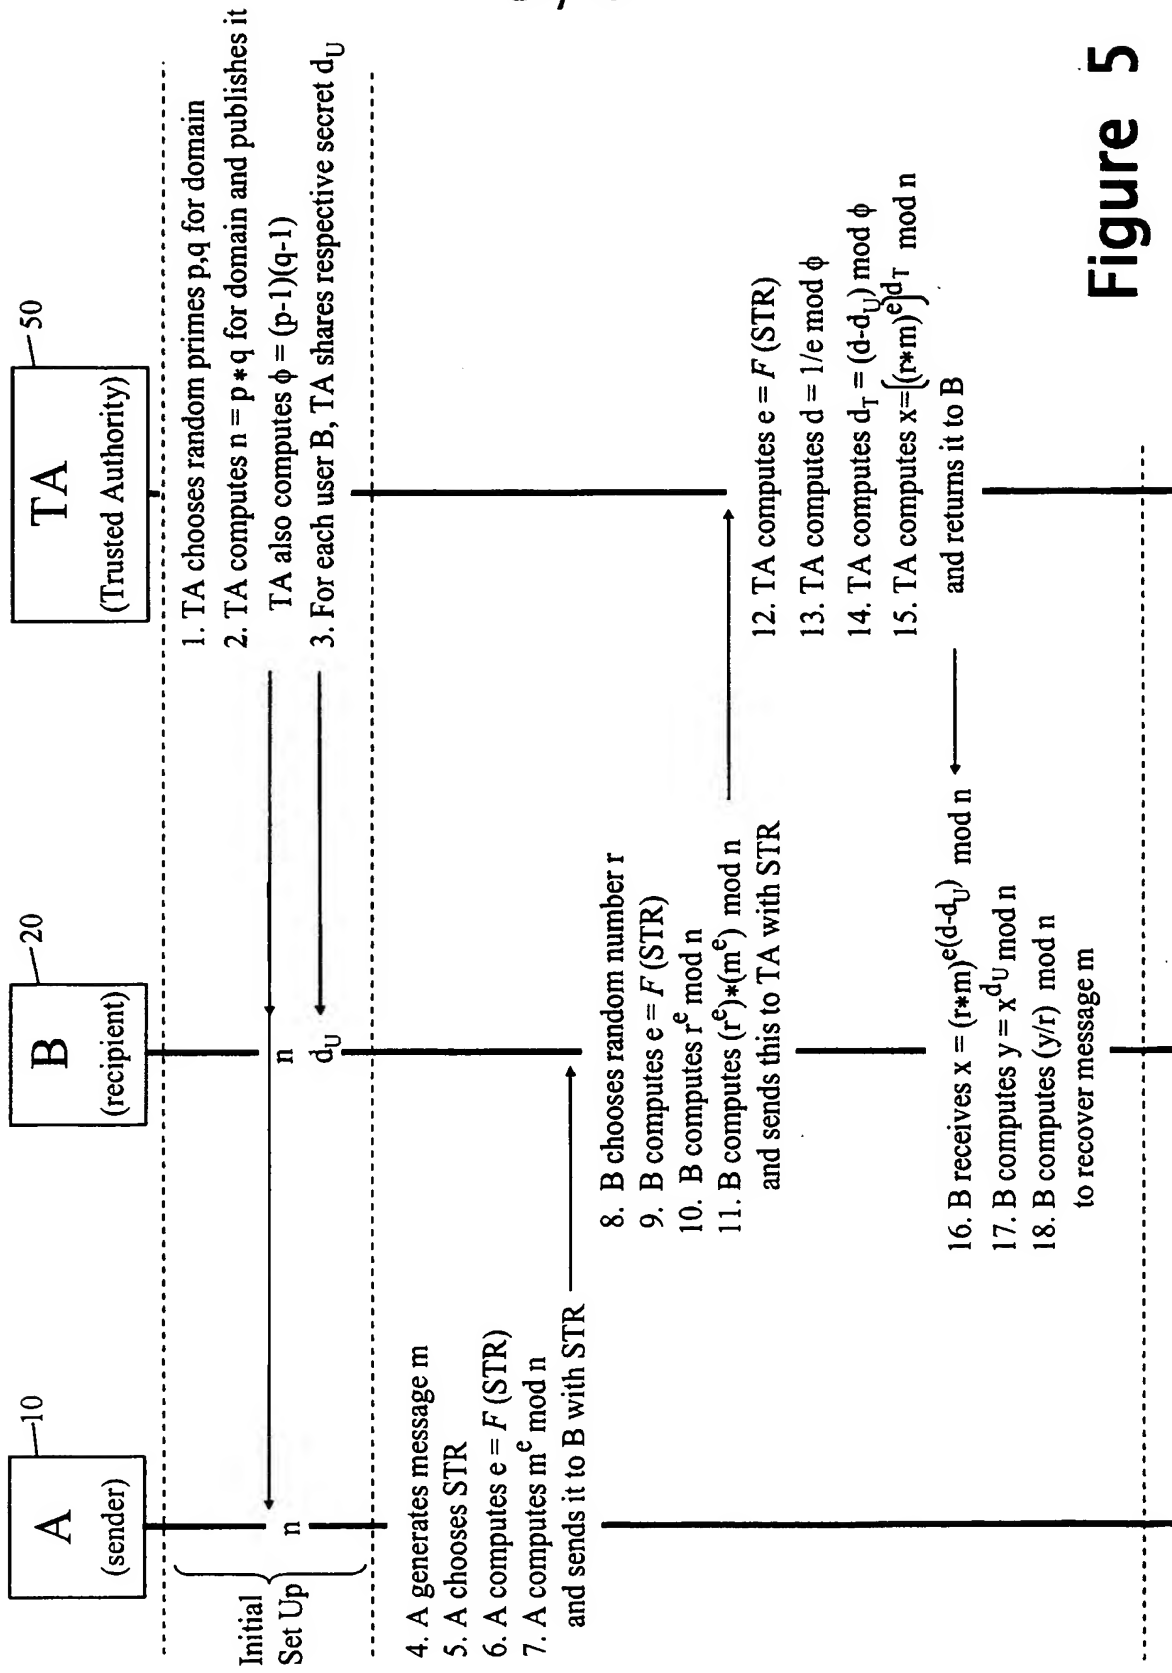 A
(sender)
10
B
(recipient)
20
TA
(Trusted Authority)
50
Initial
Set Up
1. TA chooses random primes p,q for domain
2. TA computes n = p*q for domain and publishes it
TA also computes ϕ = (p-1)(q-1)
3. For each user B, TA shares respective secret d_U
n
n
d_U
4. A generates message m
5. A chooses STR
6. A computes e = F(STR)
7. A computes m^e mod n
and sends it to B with STR
8. B chooses random number r
9. B computes e = F(STR)
10. B computes r^e mod n
11. B computes (r^e)*(m^e) mod n
and sends this to TA with STR
12. TA computes e = F(STR)
13. TA computes d = 1/e mod ϕ
14. TA computes d_T = (d-d_U) mod ϕ
15. TA computes x = {(r*m)^e}^d_T mod n
and returns it to B
16. B receives x = (r*m)^e(d-d_U) mod n
17. B computes y = x^d_U mod n
18. B computes (y/r) mod n
to recover message m
Figure 5